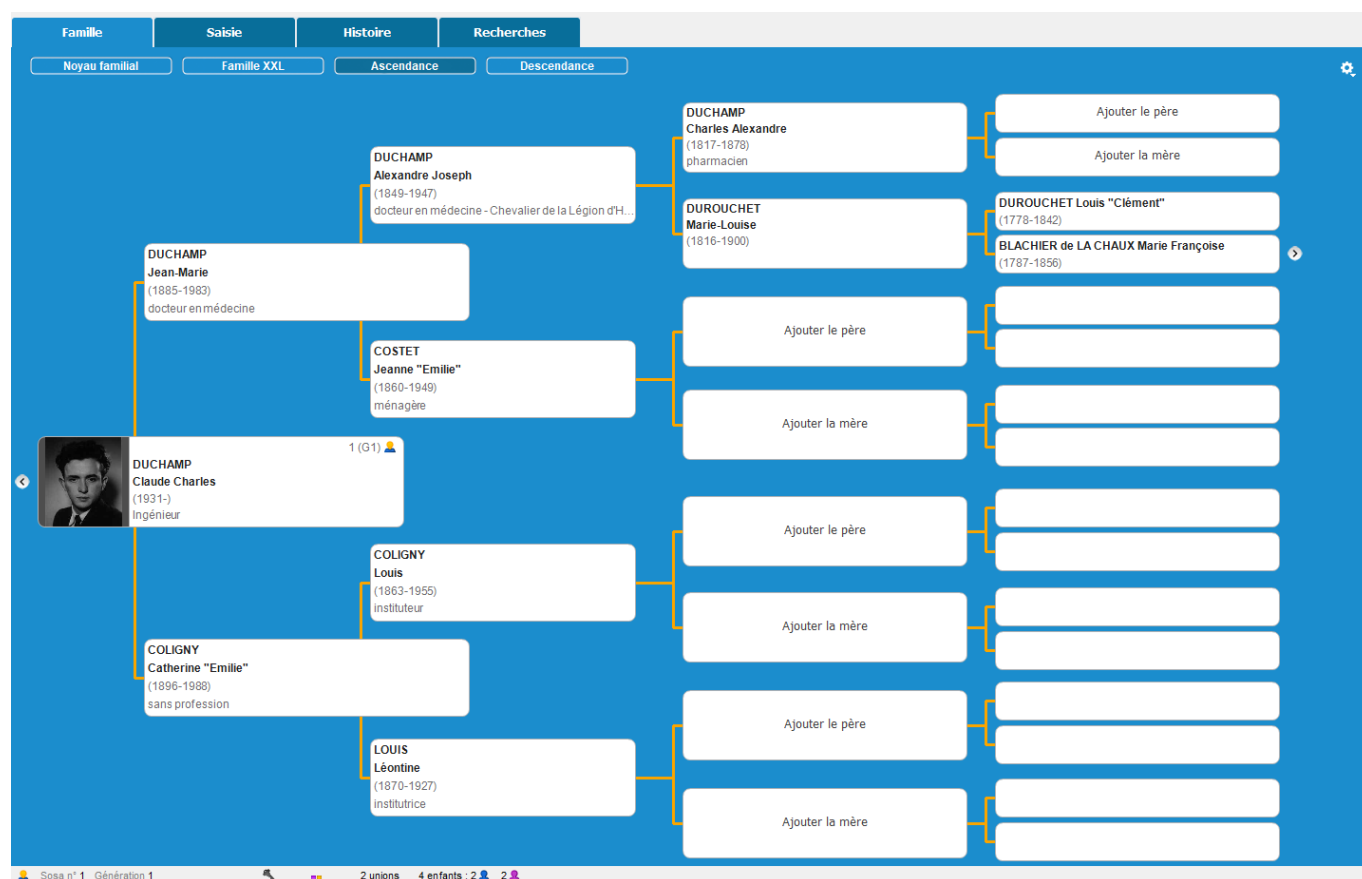 Famille
Saisie
Histoire
Recherches
Noyau familial
Famille XXL
Ascendance
Descendance
DUCHAMP
Charles Alexandre
(1817-1878)
pharmacien
Ajouter le père
Ajouter la mère
DUCHAMP
Alexandre Joseph
(1849-1947)
docteur en médecine - Chevalier de la Légion d'H...
DUROUCHET
Marie-Louise
(1816-1900)
DUROUCHET Louis "Clément"
(1778-1842)
BLACHIER de LA CHAUX Marie Françoise
(1787-1856)
DUCHAMP
Jean-Marie
(1885-1983)
docteur en médecine
Ajouter le père
COSTET
Jeanne "Emilie"
(1860-1949)
ménagère
Ajouter la mère
1 (G1)
DUCHAMP
Claude Charles
(1931-)
Ingénieur
Ajouter le père
COLIGNY
Louis
(1863-1955)
instituteur
Ajouter la mère
COLIGNY
Catherine "Emilie"
(1896-1988)
sans profession
Ajouter le père
LOUIS
Léontine
(1870-1927)
institutrice
Ajouter la mère
Sosa n° 1 Génération 1
2 unions 4 enfants : 2 2